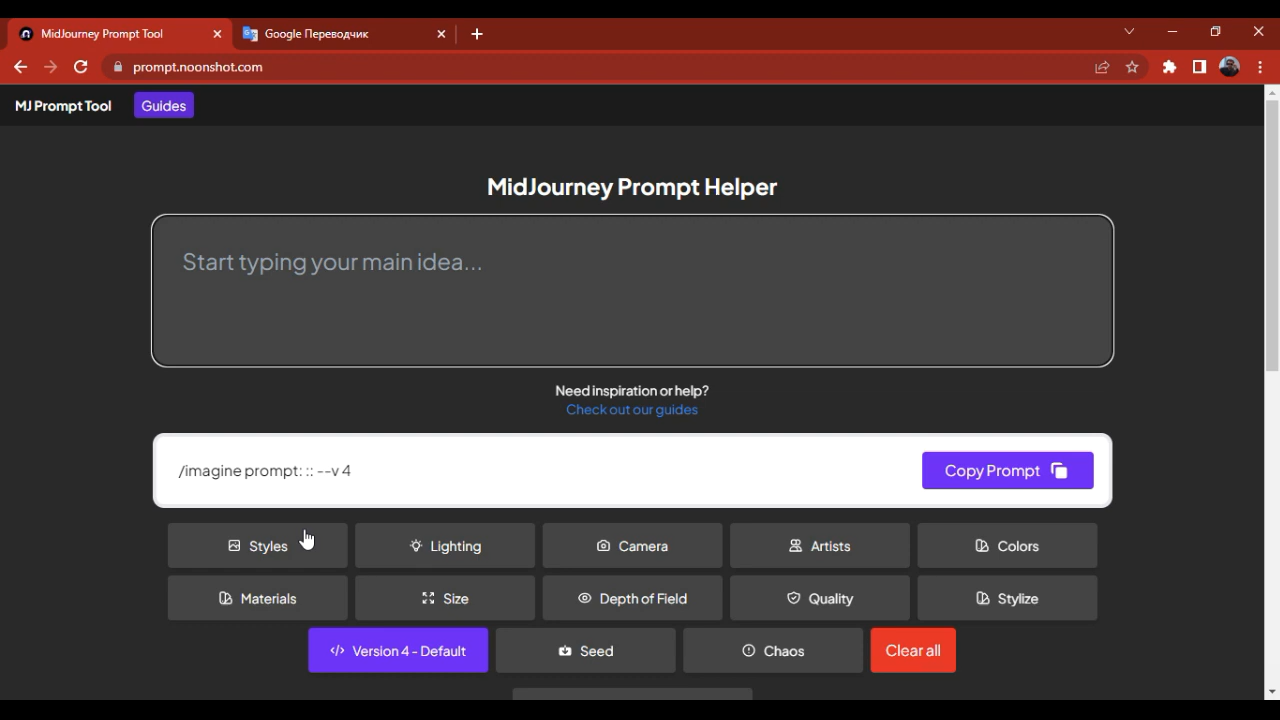 MidJourney Prompt Tool
Google Переводчик
prompt.noonshot.com
MJ Prompt Tool
Guides
MidJourney Prompt Helper
Start typing your main idea...
Need inspiration or help?
Check out our guides
/imagine prompt: :: --v 4
Copy Prompt
Styles
Lighting
Camera
Artists
Colors
Materials
Size
Depth of Field
Quality
Stylize
</> Version 4 - Default
Seed
Chaos
Clear all